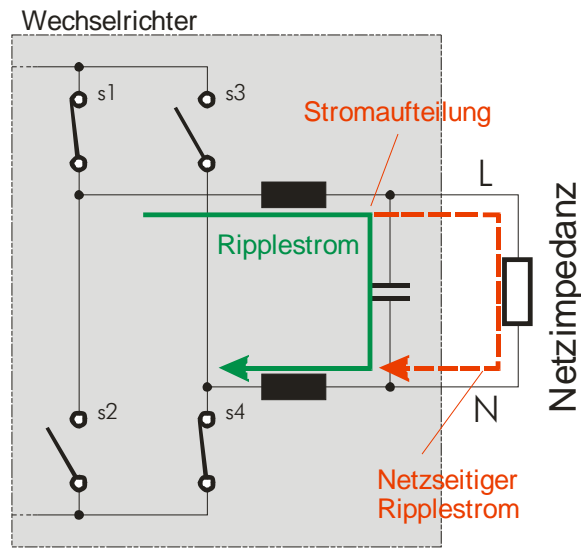 Wechselrichter
s1
s3
Stromaufteilung
L
Ripplestrom
Netzimpedanz
s2
s4
N
Netzseitiger
Ripplestrom